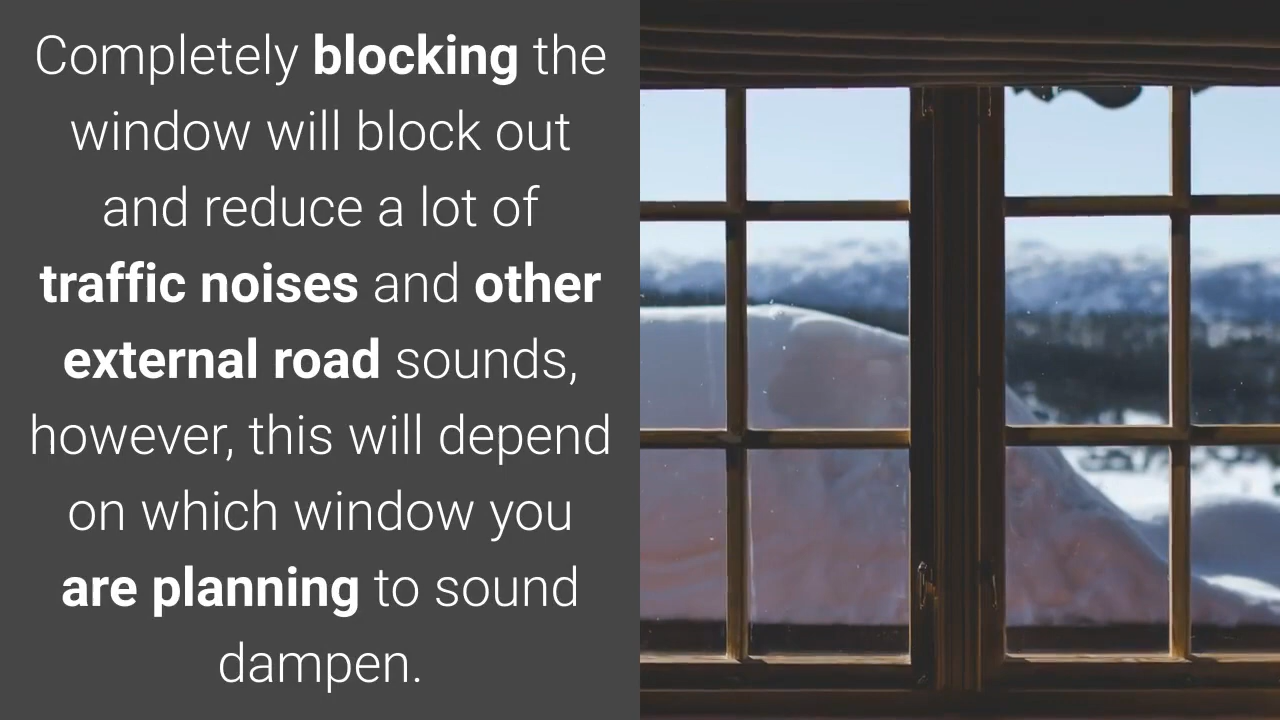 Completely blocking the
window will block out
and reduce a lot of
traffic noises and other
external road sounds,
however, this will depend
on which window you
are planning to sound
dampen.